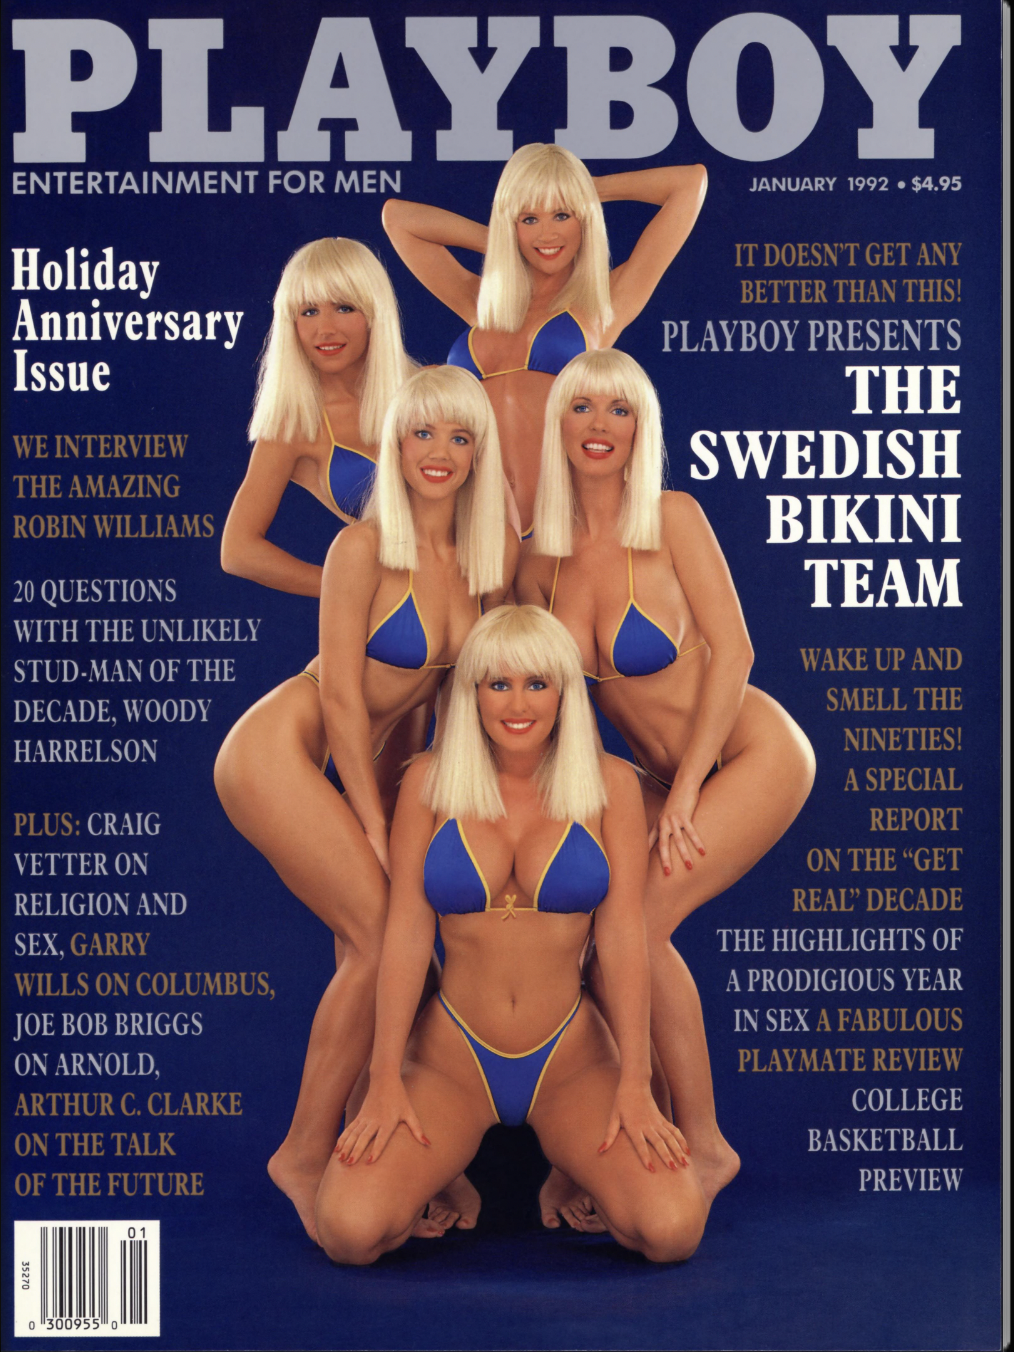 PLAYBOY
ENTERTAINMENT FOR MEN
JANUARY 1992 • $4.95
Holiday
Anniversary
Issue
WE INTERVIEW
THE AMAZING
ROBIN WILLIAMS
20 QUESTIONS
WITH THE UNLIKELY
STUD-MAN OF THE
DECADE, WOODY
HARRELSON
PLUS: CRAIG
VETTER ON
RELIGION AND
SEX, GARRY
WILLS ON COLUMBUS,
JOE BOB BRIGGS
ON ARNOLD,
ARTHUR C. CLARKE
ON THE TALK
OF THE FUTURE
IT DOESN'T GET ANY
BETTER THAN THIS!
PLAYBOY PRESENTS
THE
SWEDISH
BIKINI
TEAM
WAKE UP AND
SMELL THE
NINETIES!
A SPECIAL
REPORT
ON THE “GET
REAL” DECADE
THE HIGHLIGHTS OF
A PRODIGIOUS YEAR
IN SEX A FABULOUS
PLAYMATE REVIEW
COLLEGE
BASKETBALL
PREVIEW
01
35270
0 300955 0